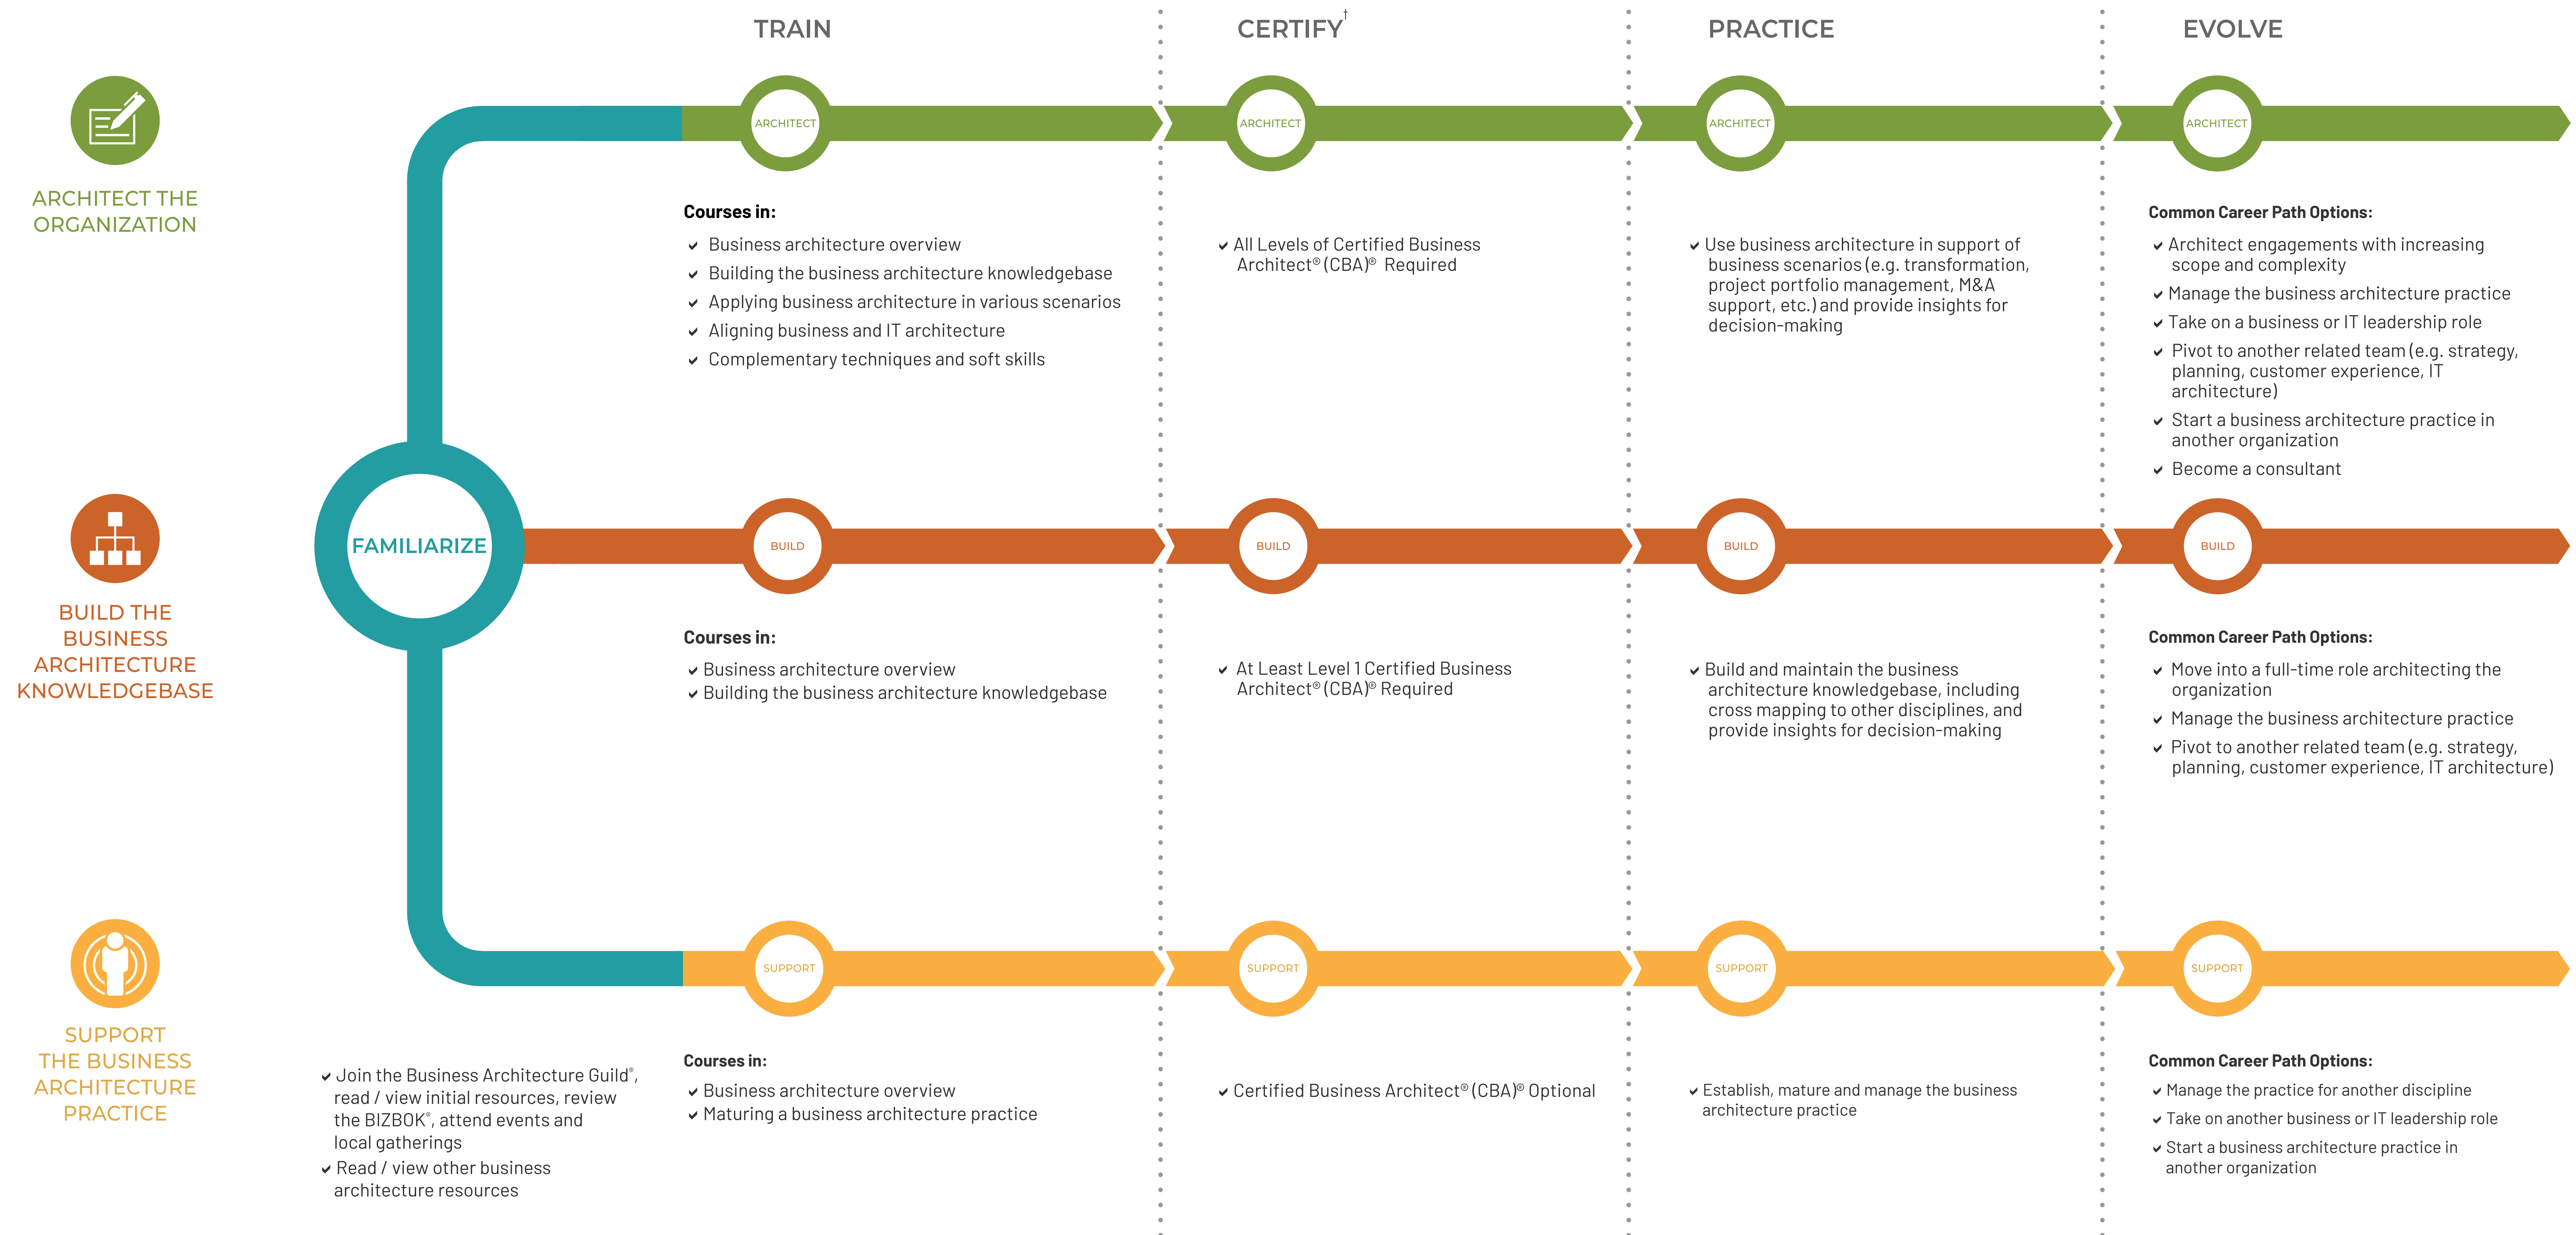 TRAIN
CERTIFY†
PRACTICE
EVOLVE
ARCHITECT THE
ORGANIZATION
ARCHITECT
ARCHITECT
ARCHITECT
ARCHITECT
Courses in:
Business architecture overview
Building the business architecture knowledgebase
Applying business architecture in various scenarios
Aligning business and IT architecture
Complementary techniques and soft skills
All Levels of Certified Business
Architect® (CBA)® Required
Use business architecture in support of
business scenarios (e.g. transformation,
project portfolio management, M&A
support, etc.) and provide insights for
decision-making
Common Career Path Options:
Architect engagements with increasing
scope and complexity
Manage the business architecture practice
Take on a business or IT leadership role
Pivot to another related team (e.g. strategy,
planning, customer experience, IT
architecture)
Start a business architecture practice in
another organization
Become a consultant
FAMILIARIZE
BUILD THE
BUSINESS
ARCHITECTURE
KNOWLEDGEBASE
BUILD
BUILD
BUILD
BUILD
Courses in:
Business architecture overview
Building the business architecture knowledgebase
At Least Level 1 Certified Business
Architect® (CBA)® Required
Build and maintain the business
architecture knowledgebase, including
cross mapping to other disciplines, and
provide insights for decision-making
Common Career Path Options:
Move into a full-time role architecting the
organization
Manage the business architecture practice
Pivot to another related team (e.g. strategy,
planning, customer experience, IT architecture)
SUPPORT
THE BUSINESS
ARCHITECTURE
PRACTICE
SUPPORT
SUPPORT
SUPPORT
SUPPORT
Join the Business Architecture Guild®,
read / view initial resources, review
the BIZBOK®, attend events and
local gatherings
Read / view other business
architecture resources
Courses in:
Business architecture overview
Maturing a business architecture practice
Certified Business Architect® (CBA)® Optional
Establish, mature and manage the business
architecture practice
Common Career Path Options:
Manage the practice for another discipline
Take on another business or IT leadership role
Start a business architecture practice in
another organization